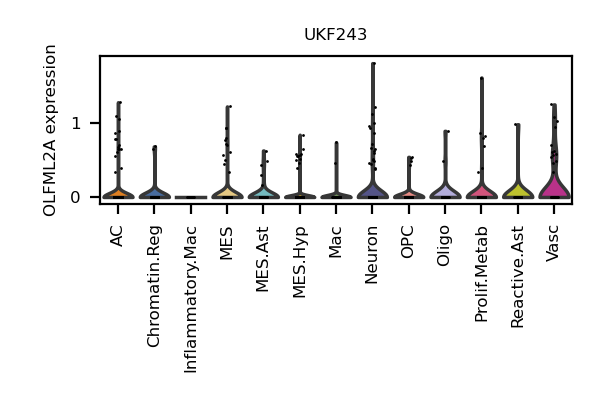 UKF243
OLFML2A expression
1
0
AC
Chromatin.Reg
Inflammatory.Mac
MES
MES.Ast
MES.Hyp
Mac
Neuron
OPC
Oligo
Prolif.Metab
Reactive.Ast
Vasc